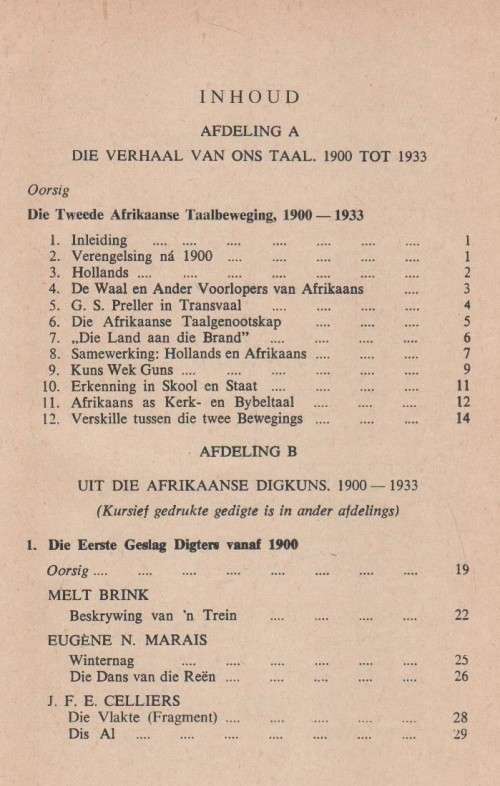 INHOUD
AFDELING A
DIE VERHAAL VAN ONS TAAL. 1900 TOT 1933
Oorsig
Die Tweede Afrikaanse Taalbeweging, 1900 — 1933
1. Inleiding .... .... .... .... .... .... .... 1
2. Verengelsing ná 1900 .... .... .... .... .... 1
3. Hollands .... .... .... .... .... .... .... 2
4. De Waal en Ander Voorlopers van Afrikaans .... 3
5. G. S. Preller in Transvaal .... .... .... .... 4
6. Die Afrikaanse Taalgenootskap .... .... .... 5
7. „Die Land aan die Brand” .... .... .... .... 6
8. Samewerking: Hollands en Afrikaans .... .... .... 7
9. Kuns Wek Guns .... .... .... .... .... .... 9
10. Erkenning in Skool en Staat .... .... .... .... 11
11. Afrikaans as Kerk- en Bybeltaal .... .... .... 12
12. Verskille tussen die twee Bewegings .... .... .... 14
AFDELING B
UIT DIE AFRIKAANSE DIGKUNS. 1900 — 1933
(Kursief gedrukte gedigte is in ander afdelings)
1. Die Eerste Geslag Digters vanaf 1900
Oorsig .... .... .... .... .... .... .... .... 19
MELT BRINK
Beskrywing van 'n Trein .... .... .... .... 22
EUGÈNE N. MARAIS
Winternag .... .... .... .... .... .... 25
Die Dans van die Reën .... .... .... .... .... 26
J. F. E. CELLIERS
Die Vlakte (Fragment) .... .... .... .... .... 28
Dis Al .... .... .... .... .... .... .... 29